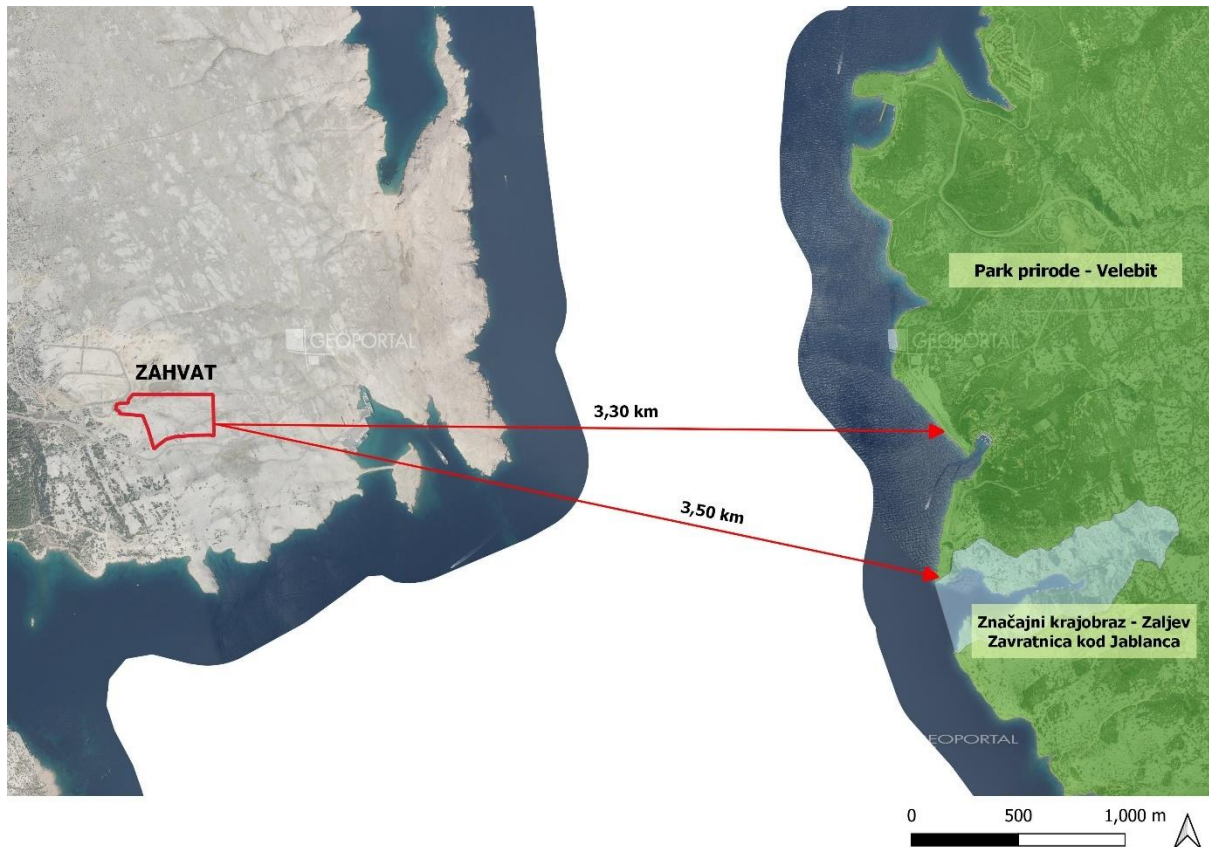 Park prirode - Velebit
GEOPORTAL
GEOPORTAL
ZAHVAT
3,30 km
3,50 km
Značajni krajobraz - Zaljev
Zavratnica kod Jablanca
EOPORTAL
0 500 1,000 m